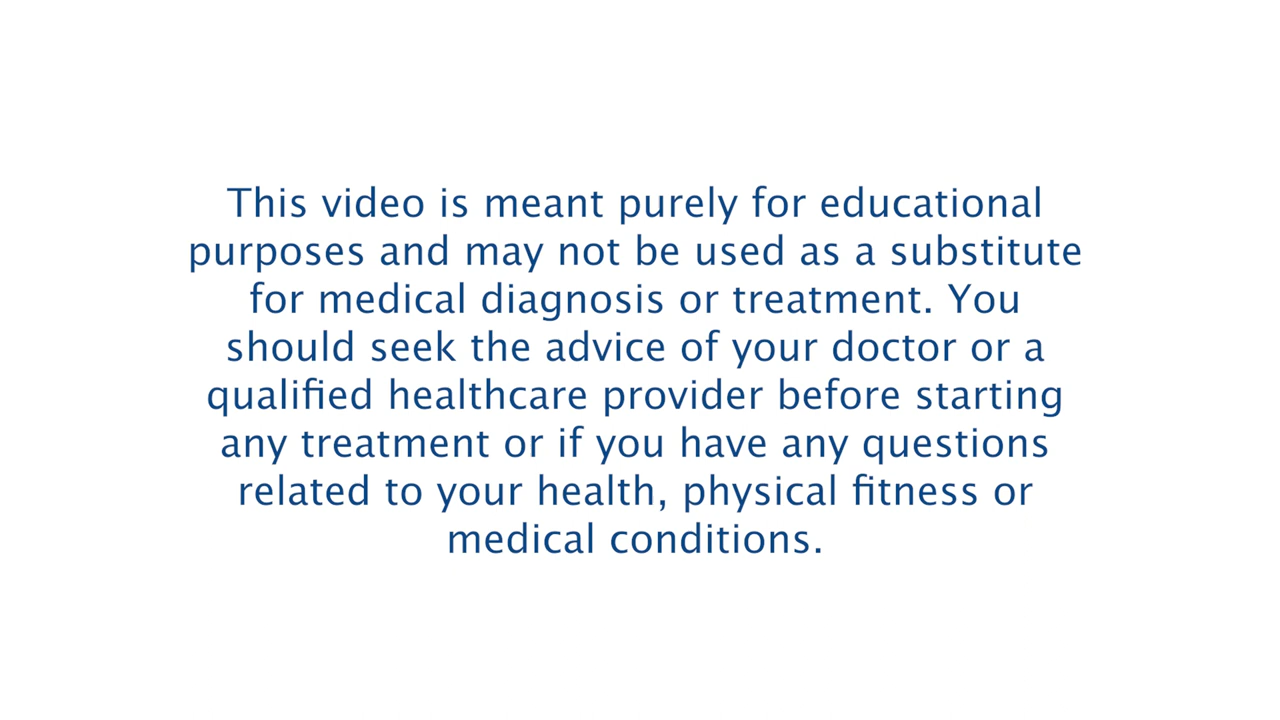 This video is meant purely for educational
purposes and may not be used as a substitute
for medical diagnosis or treatment. You
should seek the advice of your doctor or a
qualified healthcare provider before starting
any treatment or if you have any questions
related to your health, physical fitness or
medical conditions.